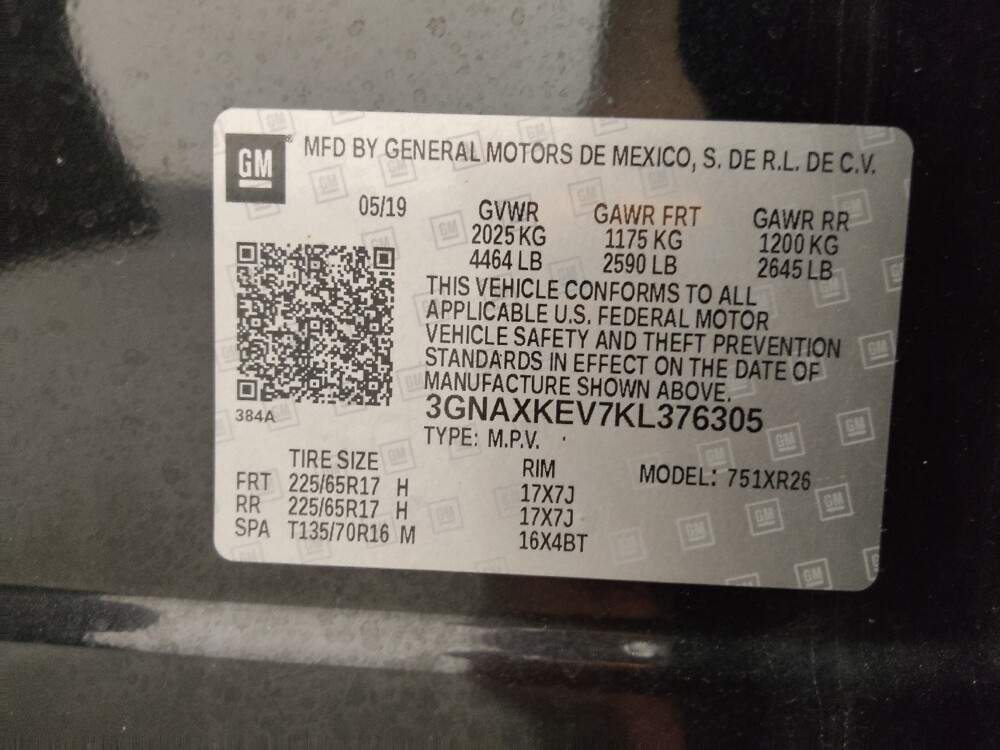 GM® MFD BY GENERAL MOTORS DE MEXICO, S. DE R.L. DE C.V.
05/19 GVWR GAWR FRT GAWR RR
2025 KG 1175 KG 1200 KG
4464 LB 2590 LB 2645 LB
THIS VEHICLE CONFORMS TO ALL
APPLICABLE U.S. FEDERAL MOTOR
VEHICLE SAFETY AND THEFT PREVENTION
STANDARDS IN EFFECT ON THE DATE OF
MANUFACTURE SHOWN ABOVE.
384A 3GNAXKEV7KL376305
TYPE: M.P.V.
TIRE SIZE RIM MODEL: 751XR26
FRT 225/65R17 H 17X7J
RR 225/65R17 H 17X7J
SPA T135/70R16 M 16X4BT